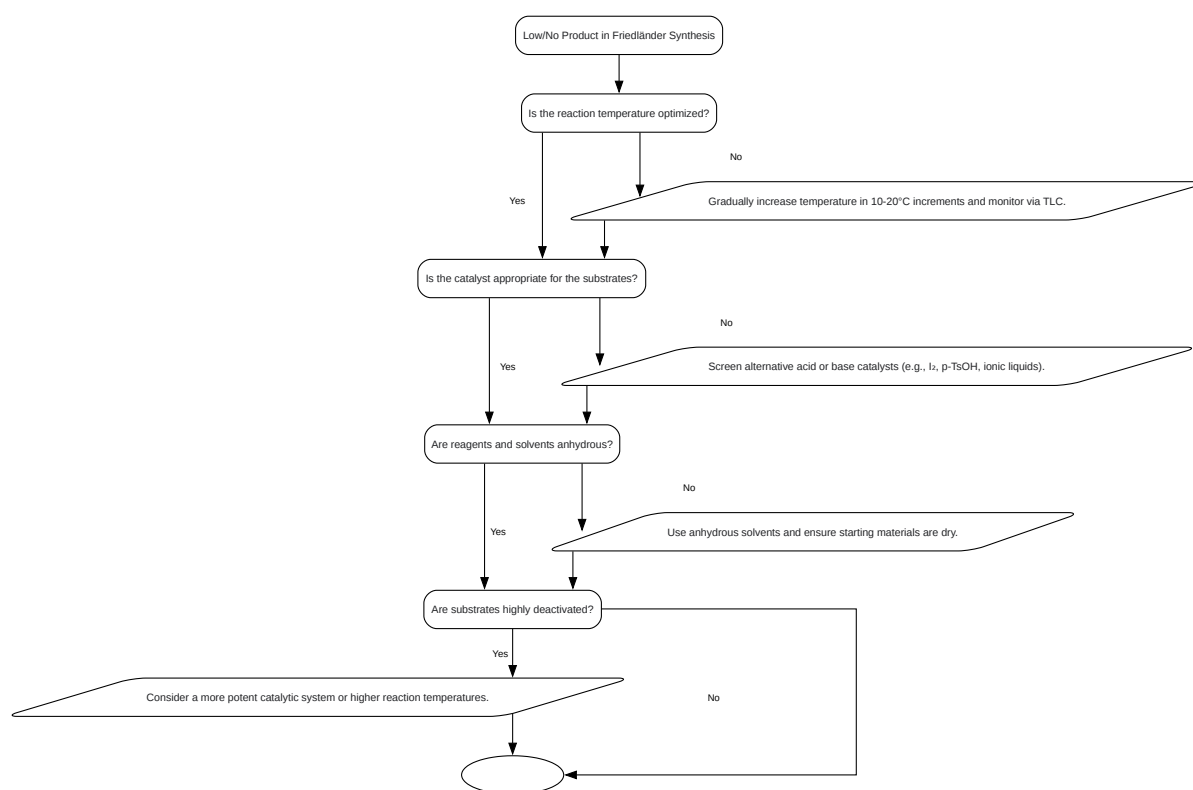 Low/No Product in Friedländer Synthesis
Is the reaction temperature optimized?
No
Yes
Gradually increase temperature in 10-20°C increments and monitor via TLC.
Is the catalyst appropriate for the substrates?
No
Yes
Screen alternative acid or base catalysts (e.g., I₂, p-TsOH, ionic liquids).
Are reagents and solvents anhydrous?
No
Yes
Use anhydrous solvents and ensure starting materials are dry.
Are substrates highly deactivated?
Yes
Consider a more potent catalytic system or higher reaction temperatures.
No